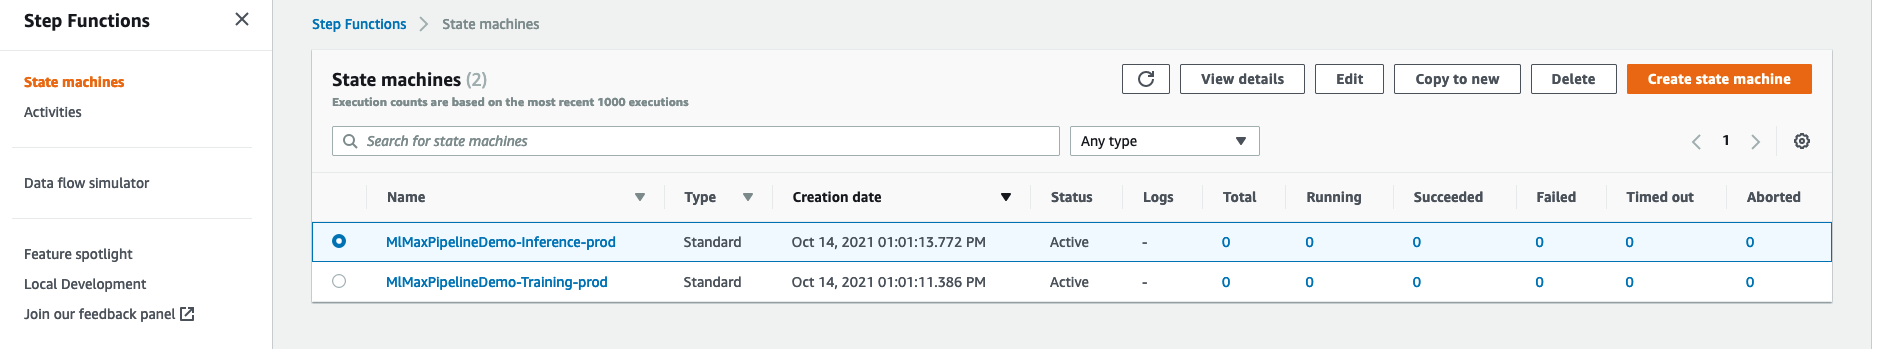 Step Functions
State machines
Activities
Data flow simulator
Feature spotlight
Local Development
Join our feedback panel
Step Functions State machines
State machines (2)
Execution counts are based on the most recent 1000 executions
View details Edit Copy to new Delete Create state machine
Search for state machines Any type 1
Name Type Creation date Status Logs Total Running Succeeded Failed Timed out Aborted
MlMaxPipelineDemo-Inference-prod Standard Oct 14, 2021 01:01:13.772 PM Active - 0 0 0 0 0 0
MlMaxPipelineDemo-Training-prod Standard Oct 14, 2021 01:01:11.386 PM Active - 0 0 0 0 0 0